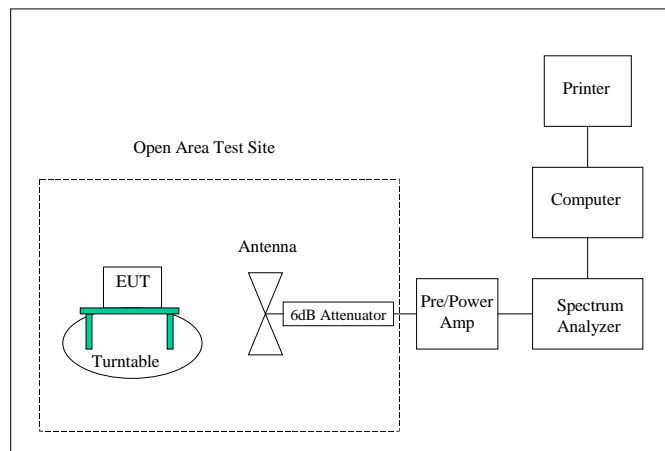 Printer
Open Area Test Site
Computer
Antenna
EUT
6dB Attenuator
Pre/Power
Amp
Spectrum
Analyzer
Turntable